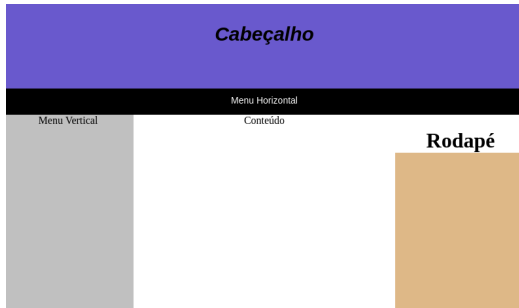 Cabeçalho
Menu Horizontal
Menu Vertical
Conteúdo
Rodapé